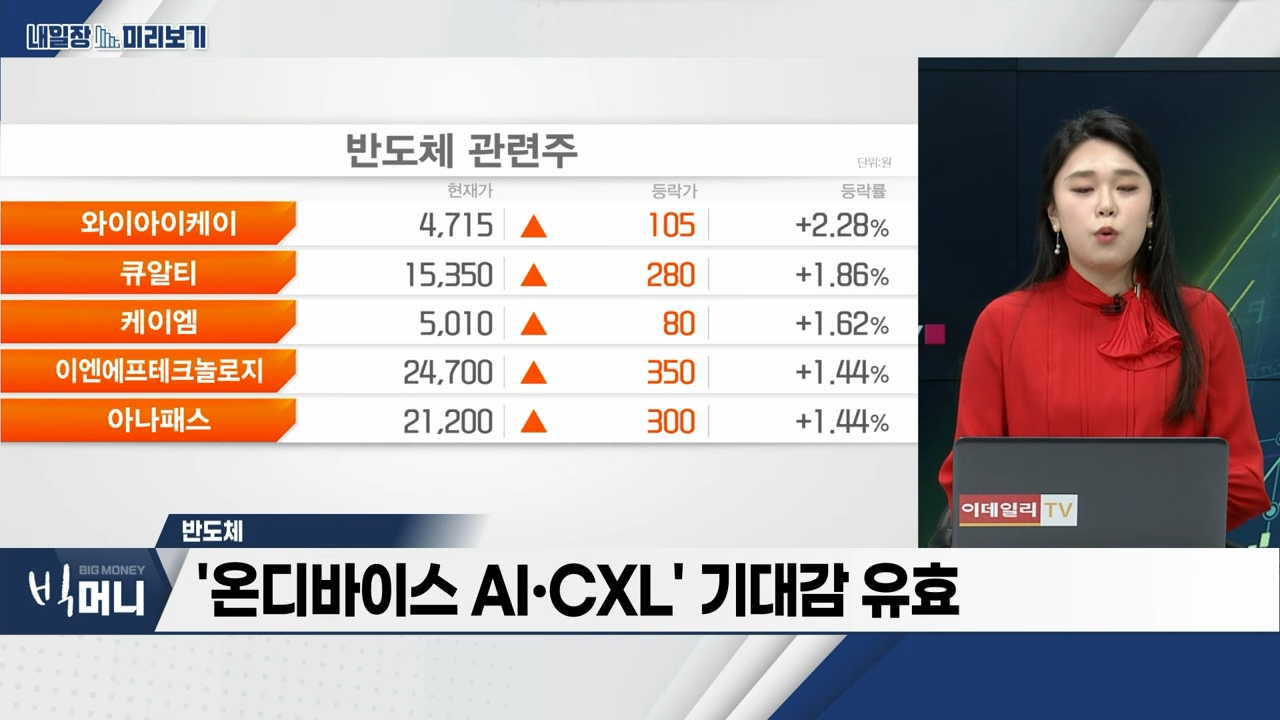 내일장 미리보기
반도체 관련주
단위:원
현재가 등락가 등락률
와이아이케이 4,715 ▲ 105 +2.28%
큐알티 15,350 ▲ 280 +1.86%
케이엠 5,010 ▲ 80 +1.62%
이엔에프테크놀로지 24,700 ▲ 350 +1.44%
아나패스 21,200 ▲ 300 +1.44%
이데일리 TV
반도체
BIG MONEY
빅머니
'온디바이스 AI·CXL' 기대감 유효